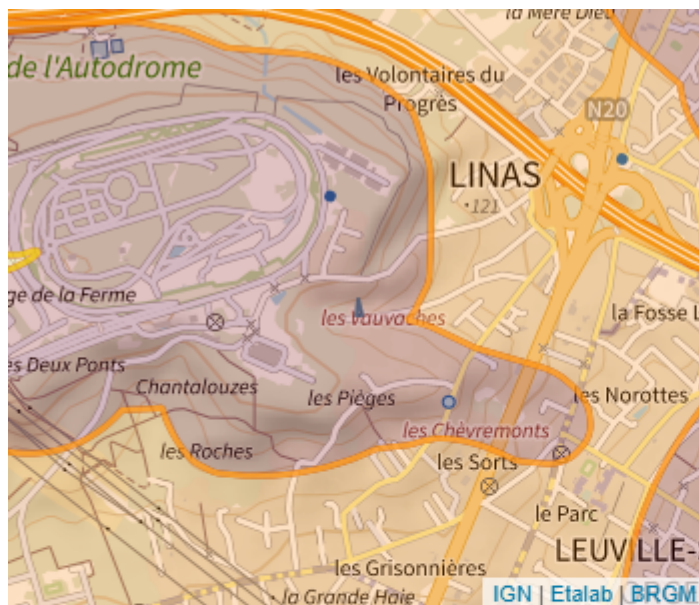 la Mère Dieu
de l'Autodrome
les Volontaires du
Progrès
N20
LINAS
121
ge de la Ferme
les Vauvaches
la Fosse L
es Deux Ponts
Chantalouzes
les Pièges
les Norottes
les Chèvremonts
les Roches
les Sorts
le Parc
LEUVILLE-
les Grisonnières
la Grande Haie
IGN | Etalab | BRGM